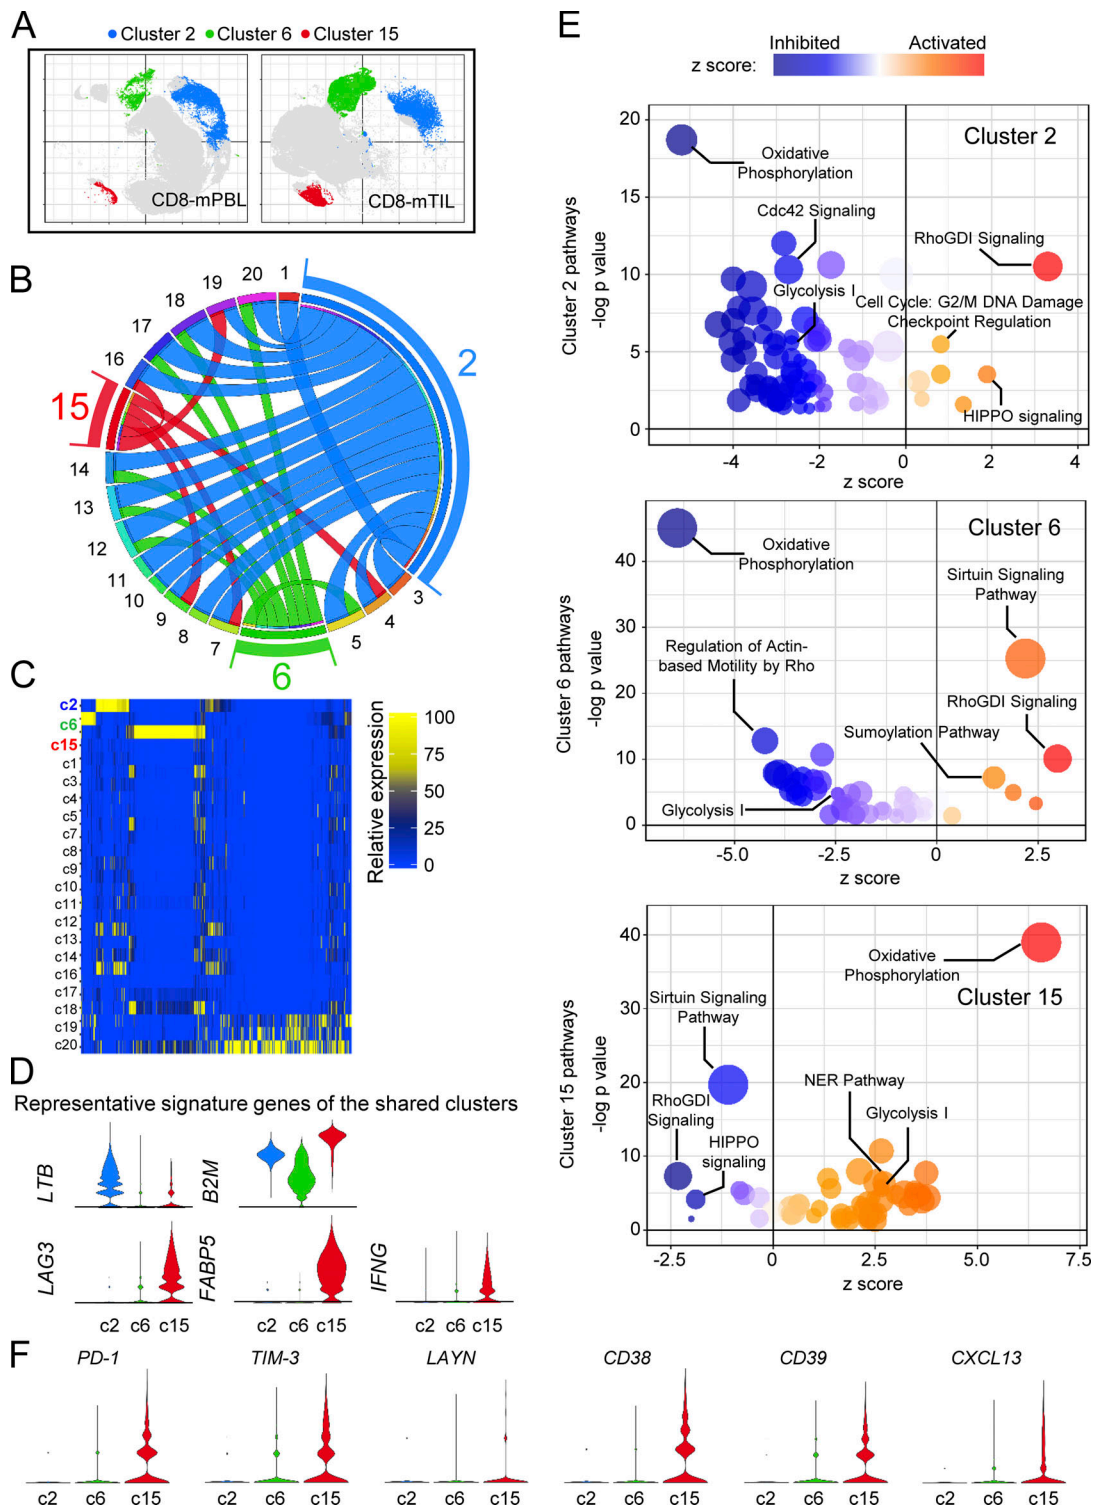 A
Cluster 2 Cluster 6 Cluster 15
CD8-mPBL
CD8-mTIL
B
1
2
3
4
5
6
7
8
9
10
11
12
13
14
15
16
17
18
19
20
C
c2
c6
c15
c1
c3
c4
c5
c7
c8
c9
c10
c11
c12
c13
c14
c16
c17
c18
c19
c20
100
75
50
25
0
Relative expression
D
Representative signature genes of the shared clusters
LTB
B2M
LAG3
FABP5
IFNG
c2 c6 c15
c2 c6 c15
c2 c6 c15
E
Inhibited Activated
z score:
Cluster 2
20
15
10
5
0
Cluster 2 pathways
-log p value
Oxidative
Phosphorylation
Cdc42 Signaling
RhoGDI Signaling
Glycolysis I
Cell Cycle: G2/M DNA Damage
Checkpoint Regulation
HIPPO signaling
-4 -2 0 2 4
z score
Cluster 6
40
30
20
10
0
Cluster 6 pathways
-log p value
Oxidative
Phosphorylation
Sirtuin Signaling
Pathway
Regulation of Actin-
based Motility by Rho
RhoGDI Signaling
Sumoylation Pathway
Glycolysis I
-5.0 -2.5 0 2.5
z score
40
30
20
10
0
Cluster 15 pathways
-log p value
Oxidative
Phosphorylation
Cluster 15
Sirtuin Signaling
Pathway
NER Pathway
RhoGDI
Signaling
Glycolysis I
HIPPO
signaling
-2.5 0 2.5 5.0 7.5
z score
F
PD-1 TIM-3 LAYN CD38 CD39 CXCL13
c2 c6 c15 c2 c6 c15 c2 c6 c15 c2 c6 c15 c2 c6 c15 c2 c6 c15